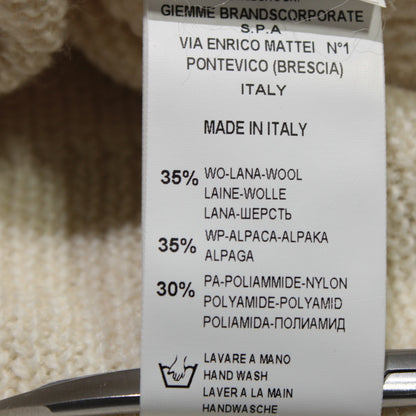 GIEMME BRANDSCORPORATE
S.P.A
VIA ENRICO MATTEI N°1
PONTEVICO (BRESCIA)
ITALY
MADE IN ITALY
35% WO-LANA-WOOL
LAINE-WOLLE
LANA-ШЕРСТЬ
35% WP-ALPACA-ALPAKA
ALPAGA
30% PA-POLIAMMIDE-NYLON
POLYAMIDE-POLYAMID
POLIAMIDA-ПОЛИАМИД
LAVARE A MANO
HAND WASH
LAVER A LA MAIN
HANDWASCHE